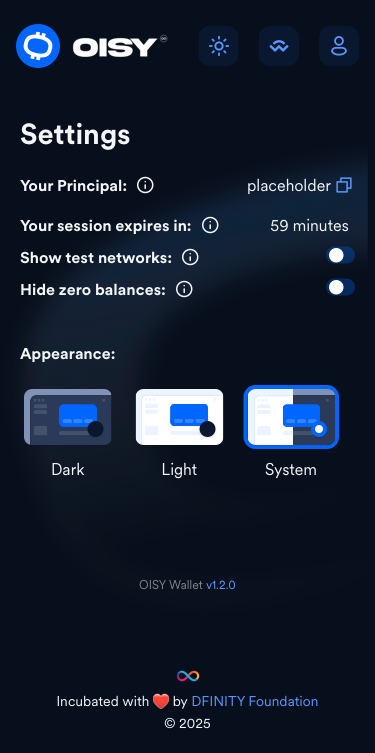 OISY
Settings
Your Principal: placeholder
Your session expires in: 59 minutes
Show test networks:
Hide zero balances:
Appearance:
Dark Light System
OISY Wallet v1.2.0
Incubated with ❤️ by DFINITY Foundation
© 2025